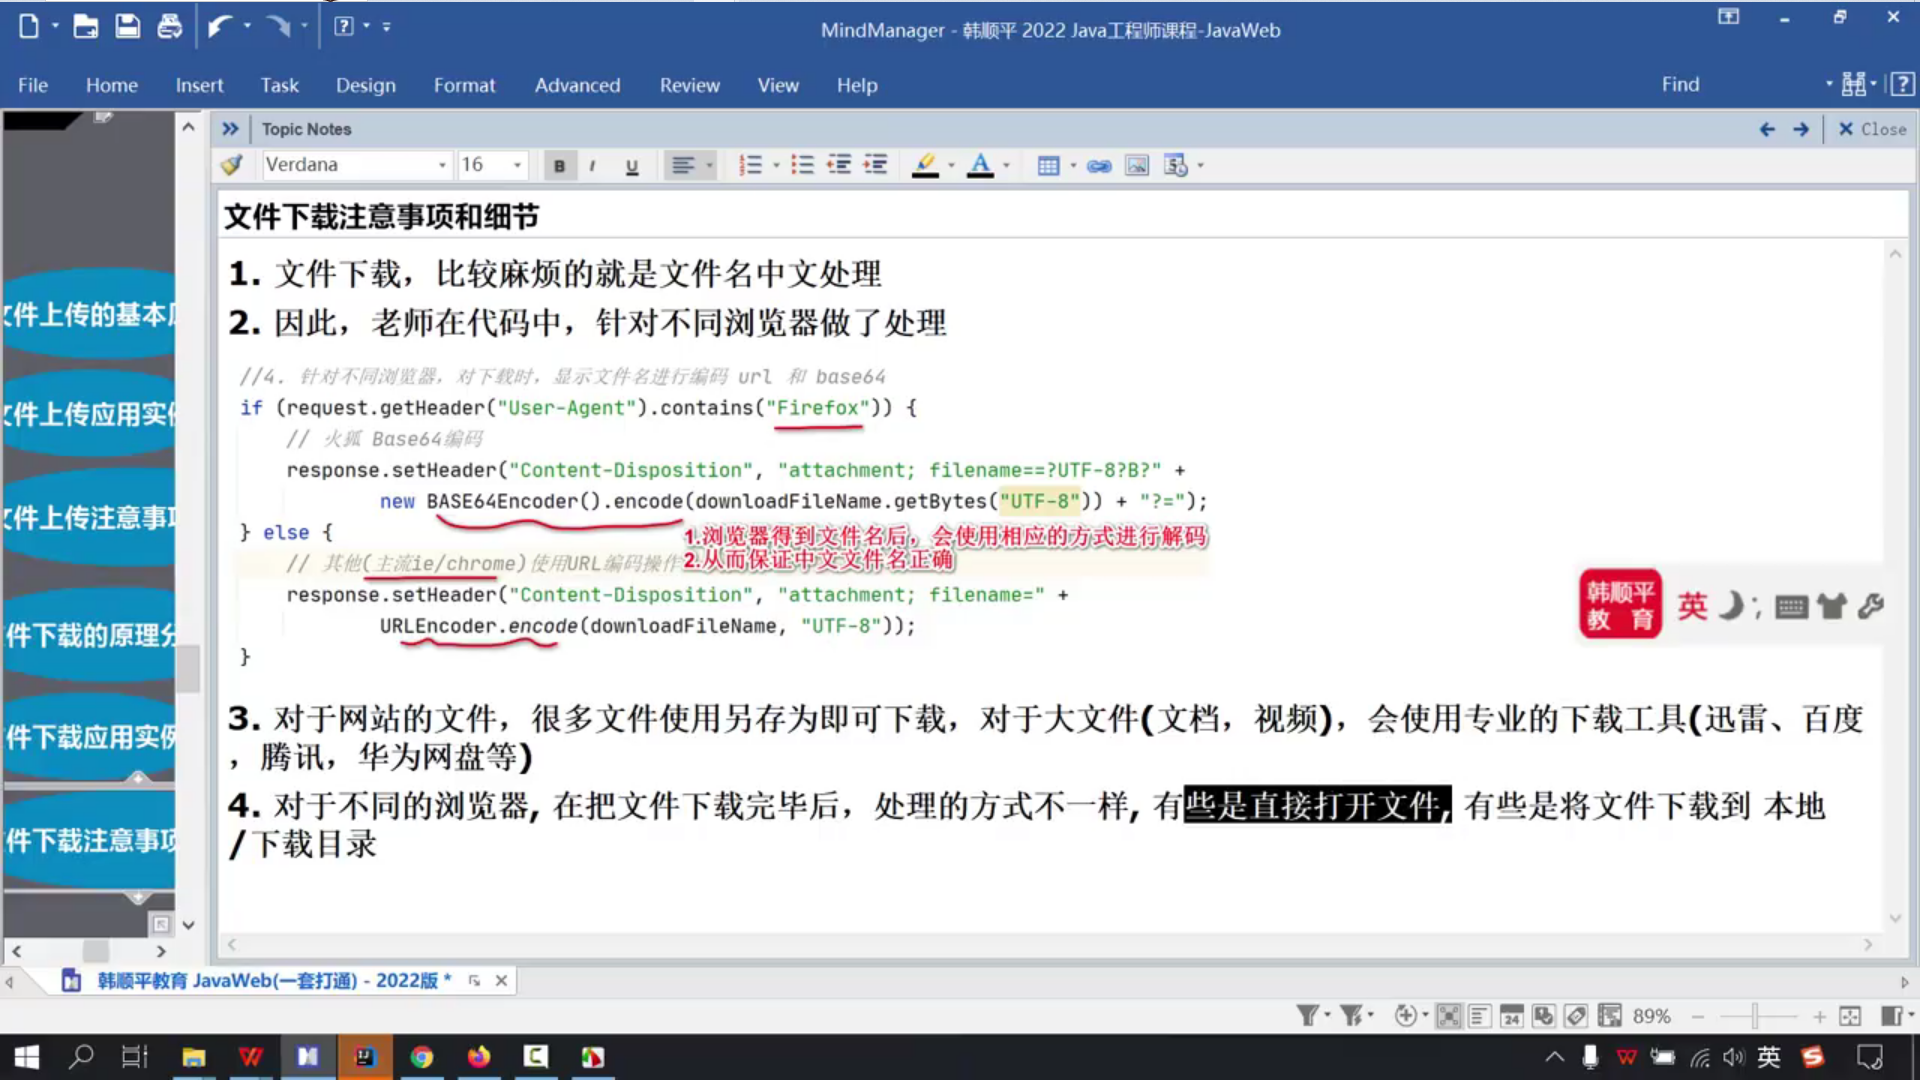 MindManager - 韩顺平 2022 Java工程师课程-JavaWeb
File Home Insert Task Design Format Advanced Review View Help Find
Topic Notes Close
Verdana 16 B I U
文件下载注意事项和细节
1. 文件下载，比较麻烦的就是文件名中文处理
2. 因此，老师在代码中，针对不同浏览器做了处理
//4. 针对不同浏览器，对下载时，显示文件名进行编码 url 和 base64
if (request.getHeader("User-Agent").contains("Firefox")) {
// 火狐 Base64编码
response.setHeader("Content-Disposition", "attachment; filename==?UTF-8?B?" +
new BASE64Encoder().encode(downloadFileName.getBytes("UTF-8")) + "?=");
} else {
1.浏览器得到文件名后，会使用相应的方式进行解码
// 其他(主流ie/chrome)使用URL编码操作
2.从而保证中文文件名正确
response.setHeader("Content-Disposition", "attachment; filename=" +
URLEncoder.encode(downloadFileName, "UTF-8"));
}
3. 对于网站的文件，很多文件使用另存为即可下载，对于大文件(文档，视频)，会使用专业的下载工具(迅雷、百度
，腾讯，华为网盘等)
4. 对于不同的浏览器, 在把文件下载完毕后，处理的方式不一样, 有些是直接打开文件, 有些是将文件下载到 本地
/下载目录
件上传的基本
件上传应用实
件上传注意事
件下载的原理分
件下载应用实
件下载注意事
韩顺平
教 育
英
韩顺平教育 JavaWeb(一套打通) - 2022版 *
24
89%
英